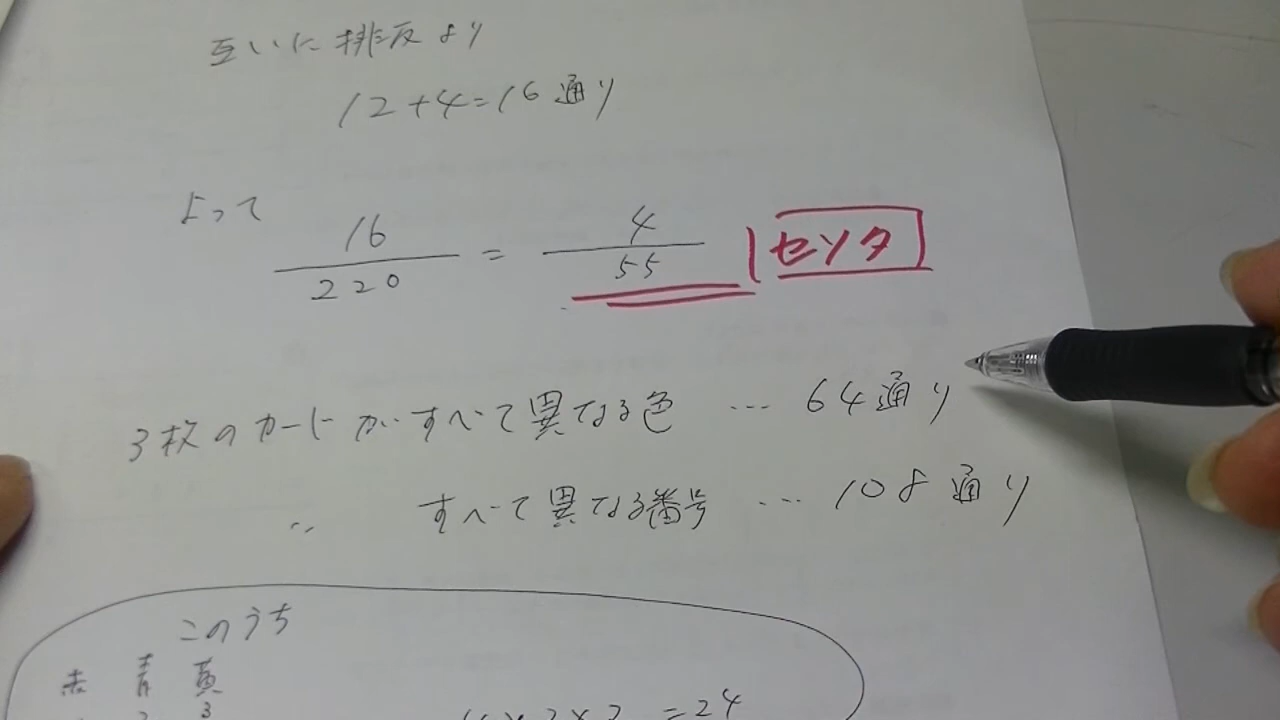 互いに排反より
12+4=16通り
よって 16/220 = 4/55 センタ
3枚のカードがすべて異なる色 … 64通り
〃 すべて異なる番号 … 108通り
このうち
赤 青 黄
3 =24